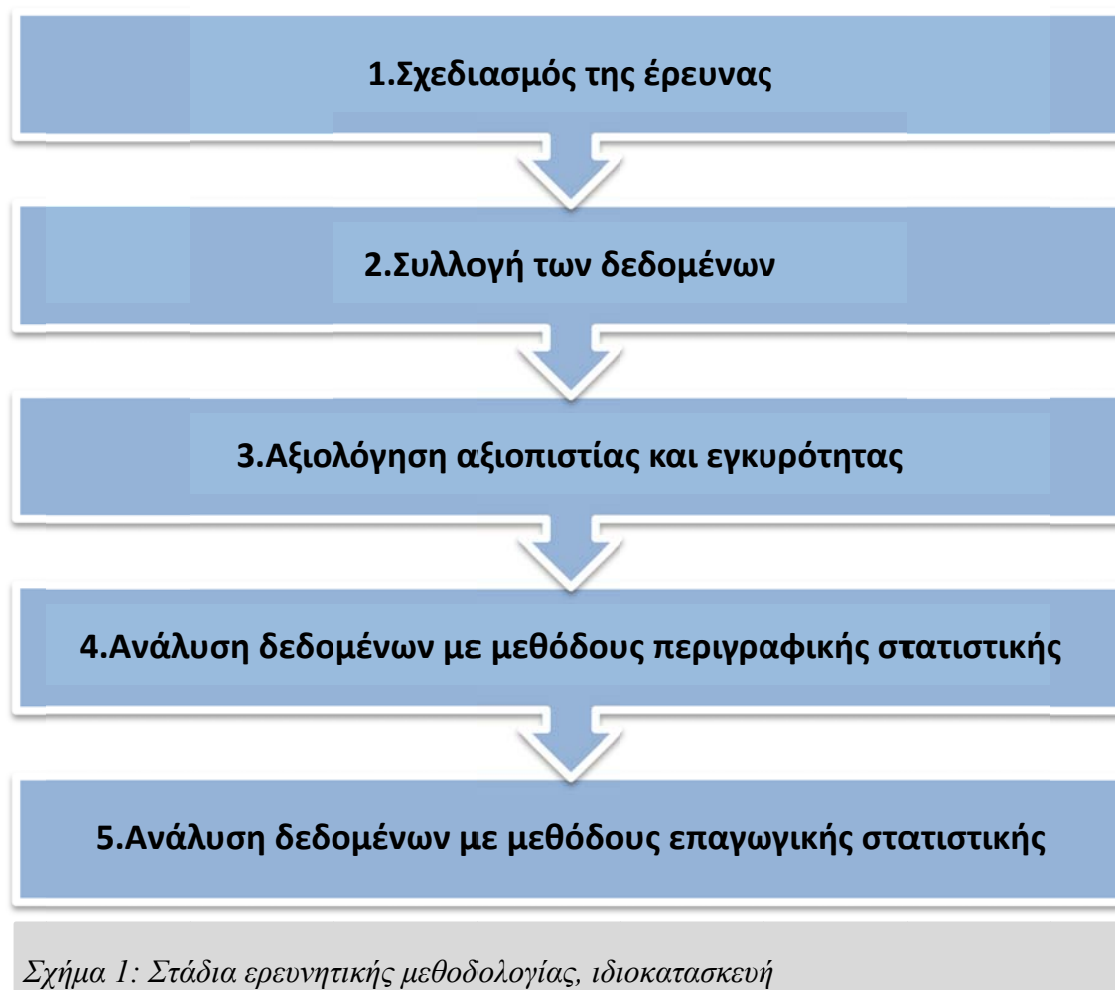 1.Σχεδιασμός της έρευνας
2.Συλλογή των δεδομένων
3.Αξιολόγηση αξιοπιστίας και εγκυρότητας
4.Ανάλυση δεδομένων με μεθόδους περιγραφικής στατιστικής
5.Ανάλυση δεδομένων με μεθόδους επαγωγικής στατιστικής
Σχήμα 1: Στάδια ερευνητικής μεθοδολογίας, ιδιοκατασκευή